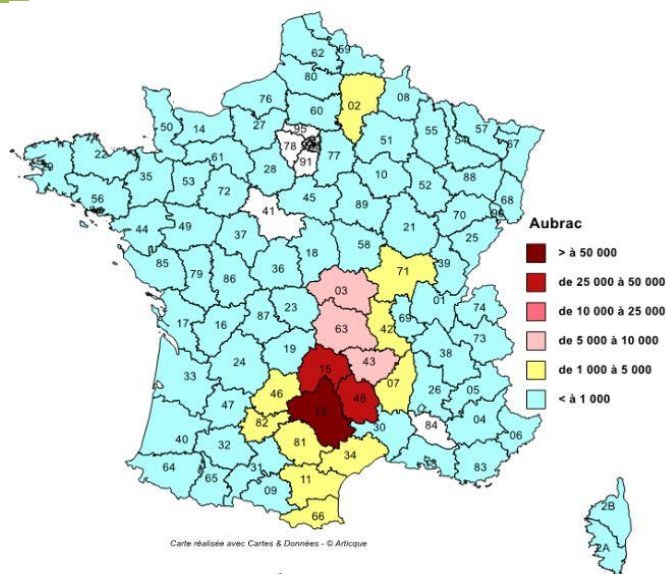 62 59
80
76 02 08
60
50 14 27 95 57
78 51 55 54 67
22 61 91 77
35 28 10 88
53 52 68
56 72 45 89 70 90
41
44 49 37 21 25
18 58
85 79 36 71 39
86 03 01 74
23
17 16 87 63 42 69 73
19 43 38
24 15
33 07 26 05
46 48
47 12 04
82 30 84 06
40 32 81 34 13 83
64 31
65 09 11
66
2B
2A
Aubrac
> à 50 000
de 25 000 à 50 000
de 10 000 à 25 000
de 5 000 à 10 000
de 1 000 à 5 000
< à 1 000
Carte réalisée avec Cartes & Données - © Articque